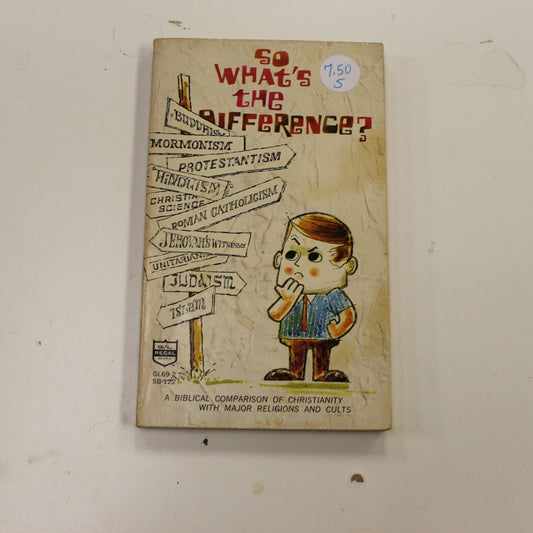 SO
WHAT'S
THE
DIFFERENCE?
7.50
S
BUDDHISM
MORMONISM
PROTESTANTISM
HINDUISM
CHRISTIAN
SCIENCE
ROMAN CATHOLICISM
JEHOVAH'S WITNESSES
UNITARIANISM
JUDAISM
ISLAM
G/L
REGAL
GL69-2
SB-122
A BIBLICAL COMPARISON OF CHRISTIANITY
WITH MAJOR RELIGIONS AND CULTS